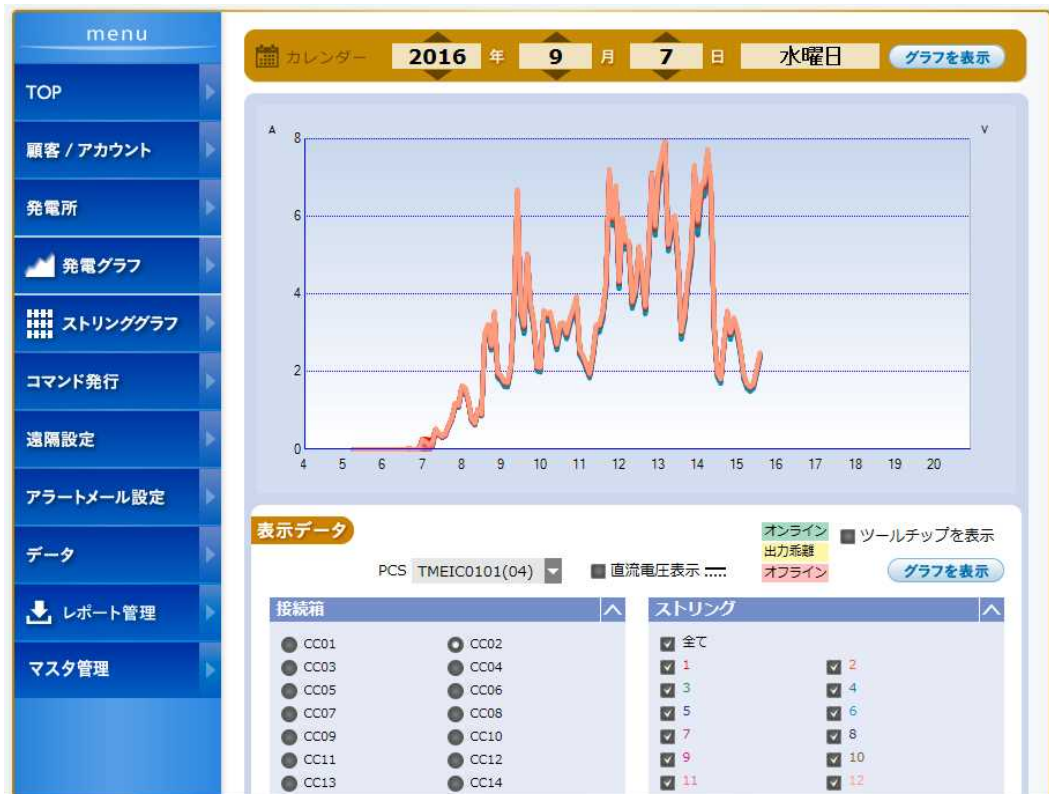 menu
TOP
顧客 / アカウント
発電所
発電グラフ
ストリンググラフ
コマンド発行
遠隔設定
アラートメール設定
データ
レポート管理
マスタ管理
カレンダー 2016 年 9 月 7 日 水曜日 グラフを表示
A V
8
6
4
2
0
4 5 6 7 8 9 10 11 12 13 14 15 16 17 18 19 20
表示データ
オンライン
出力乖離
オフライン
ツールチップを表示
PCS TMEIC0101(04) 直流電圧表示 グラフを表示
接続箱
CC01 CC02
CC03 CC04
CC05 CC06
CC07 CC08
CC09 CC10
CC11 CC12
CC13 CC14
ストリング
全て
1 2
3 4
5 6
7 8
9 10
11 12